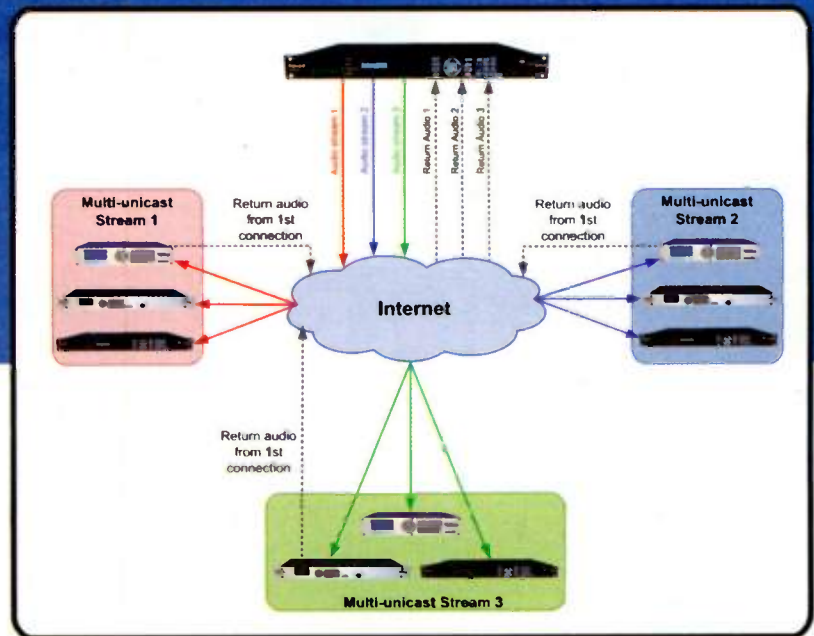 Audio stream 1
Audio stream 2
Audio stream 3
Return Audio 1
Return Audio 2
Return Audio 3
Multi-unicast
Stream 1
Return audio
from 1st
connection
Return audio
from 1st
connection
Multi-unicast
Stream 2
Internet
Return audio
from 1st
connection
Multi-unicast Stream 3